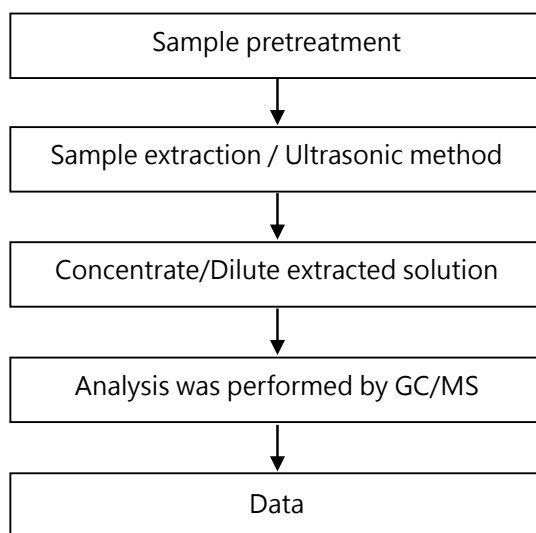 Sample pretreatment
Sample extraction / Ultrasonic method
Concentrate/Dilute extracted solution
Analysis was performed by GC/MS
Data